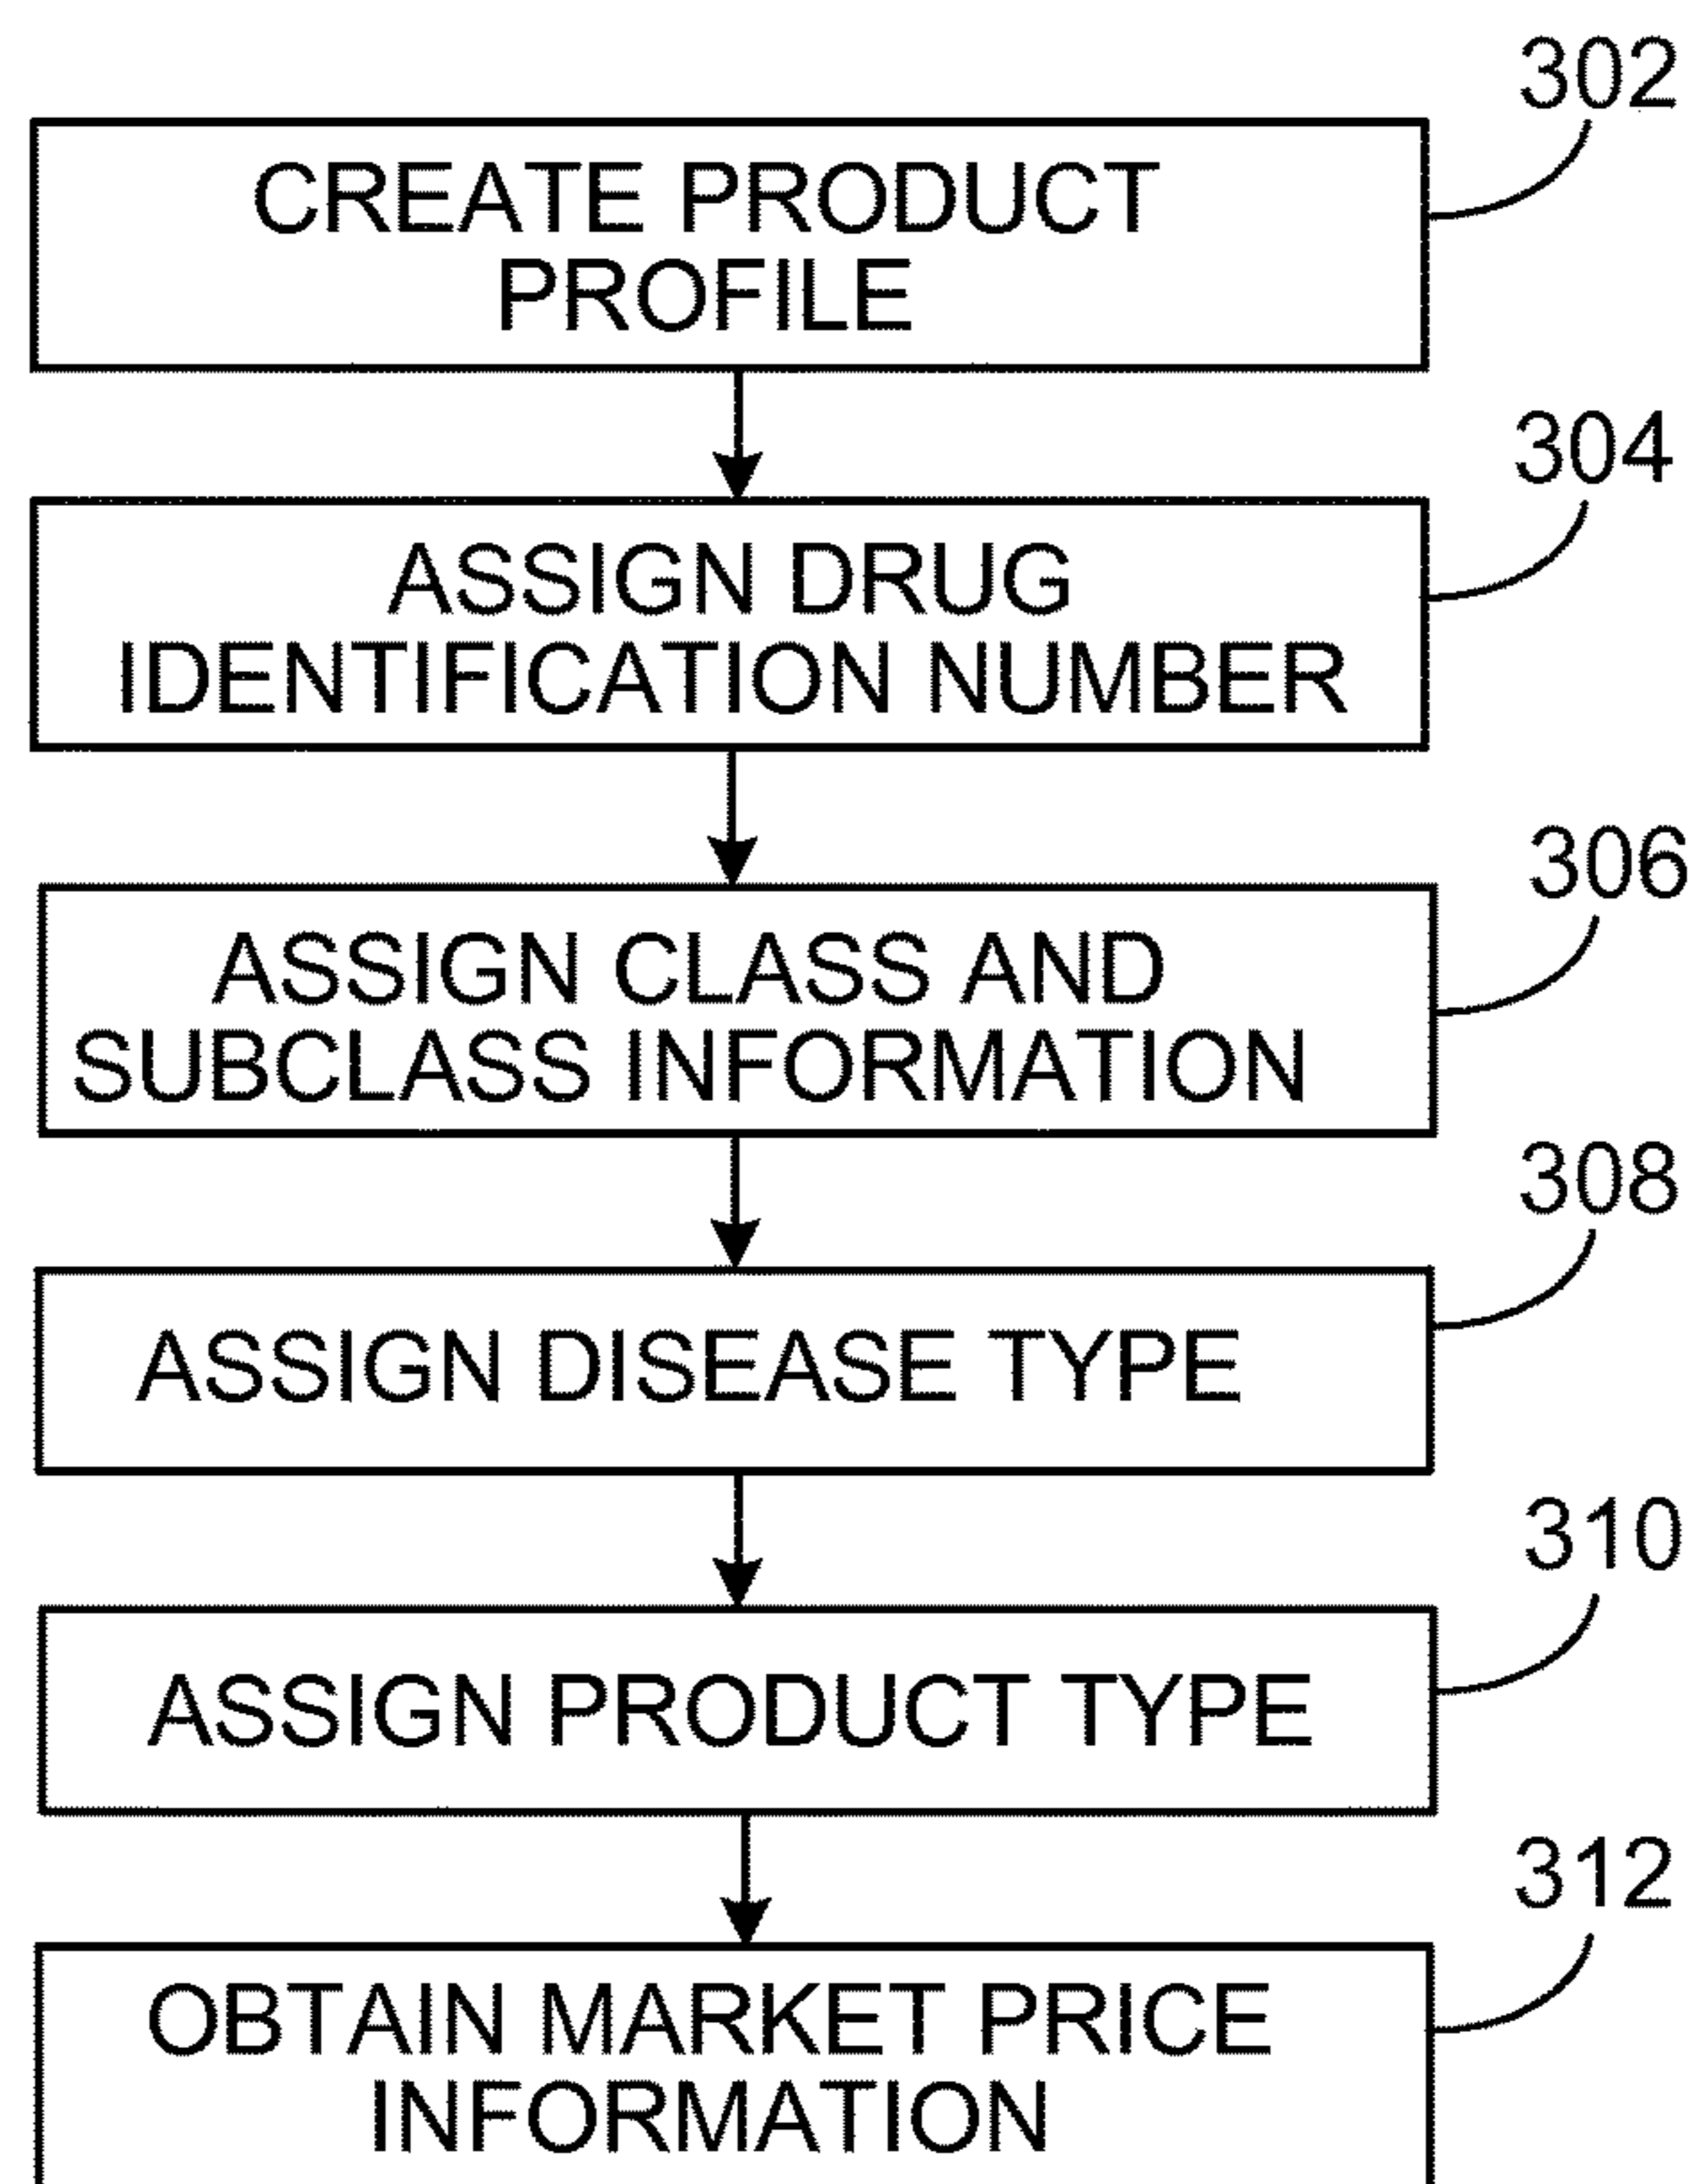 302
CREATE PRODUCT
PROFILE
304
ASSIGN DRUG
IDENTIFICATION NUMBER
306
ASSIGN CLASS AND
SUBCLASS INFORMATION
308
ASSIGN DISEASE TYPE
310
ASSIGN PRODUCT TYPE
312
OBTAIN MARKET PRICE
INFORMATION